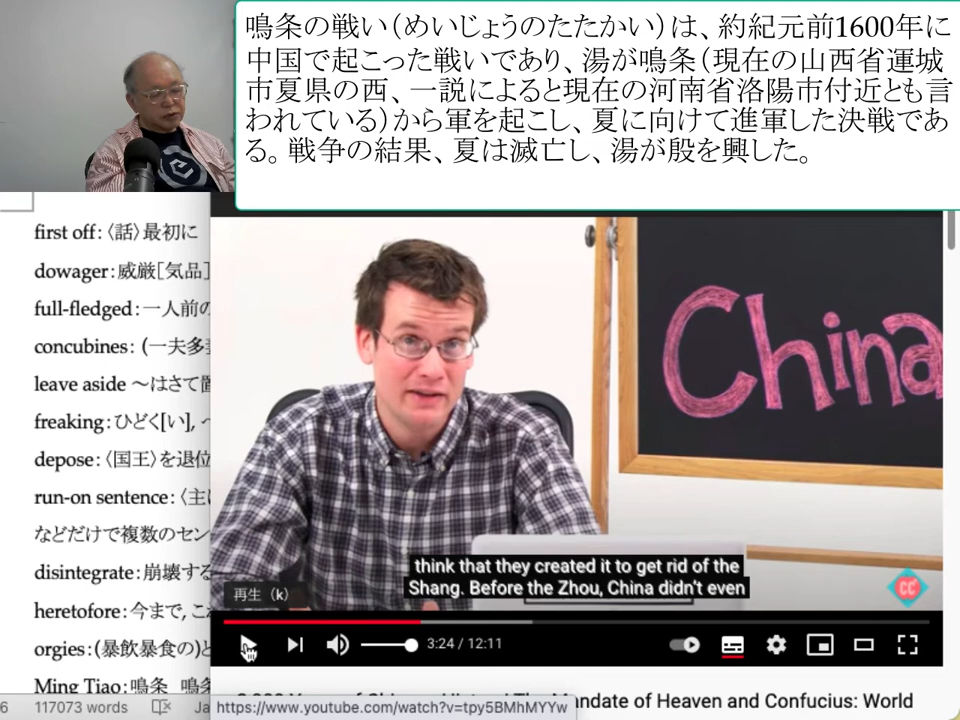 鳴条の戦い（めいじょうのたたかい）は、約紀元前1600年に
中国で起こった戦いであり、湯が鳴条（現在の山西省運城
市夏県の西、一説によると現在の河南省洛陽市付近とも言
われている）から軍を起こし、夏に向けて進軍した決戦であ
る。戦争の結果、夏は滅亡し、湯が殷を興した。
first off:〈話〉最初に
dowager:威厳[気品]
full-fledged:一人前の
concubines: (一夫多妻
leave aside 〜はさて置
freaking:ひどく[い],
depose:〈国王〉を退位
run-on sentence:〈主
などだけで複数のセン
disintegrate:崩壊する
heretofore:今まで,こ
orgies:(暴飲暴食の)と
Ming Tiao:鳴条 鳴条
China
think that they created it to get rid of the
Shang. Before the Zhou, China didn't even
再生（k）
CC
3:24 / 12:11
Mandate of Heaven and Confucius: World
6 117073 words Ja
https://www.youtube.com/watch?v=tpy5BMhMYYw